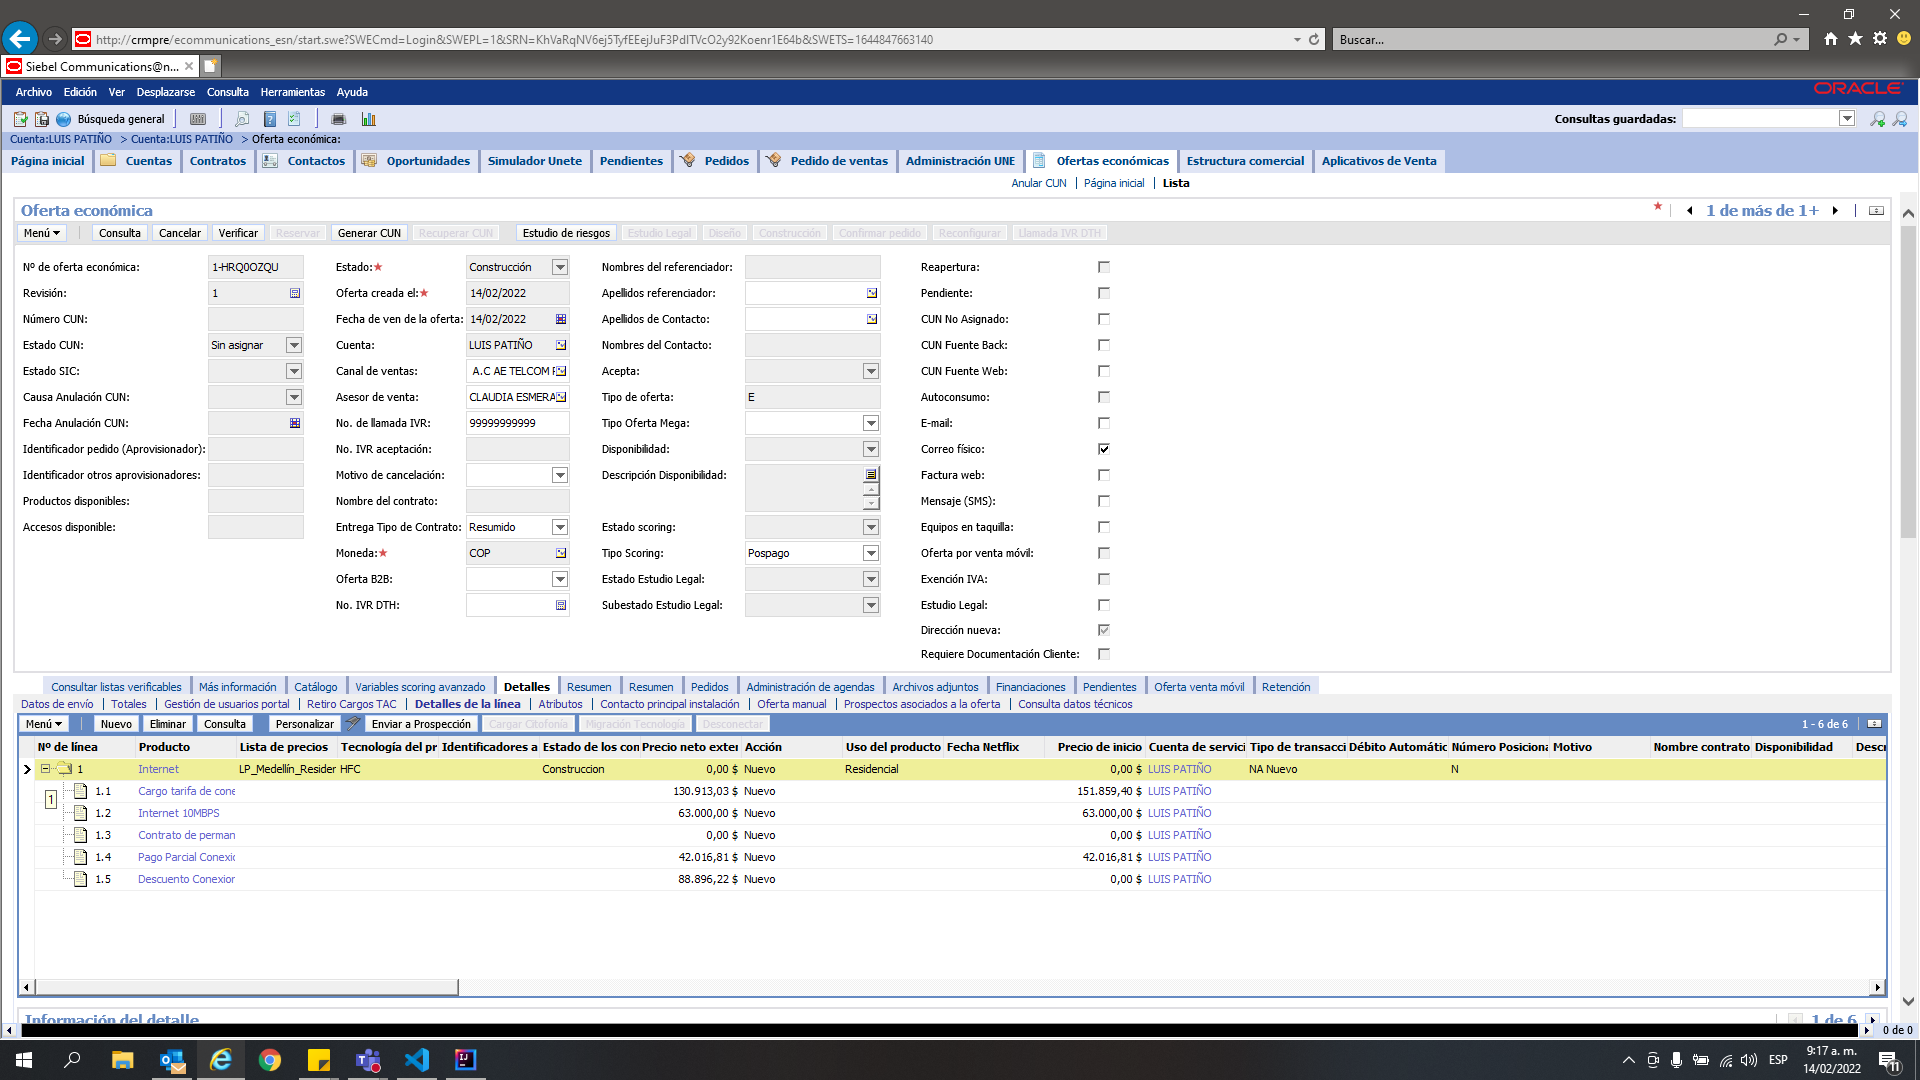 http://crmpre/ecommunications_esn/start.swe?SWECmd=Login&SWEPL=1&SRN=KhVaRqNV6ej5TyfEEejJuF3PdITVcO2y92Koenr1E64b&SWETS=1644847663140
Buscar...
Siebel Communications@n...
Archivo Edición Ver Desplazarse Consulta Herramientas Ayuda
ORACLE
Búsqueda general
Consultas guardadas:
Cuenta:LUIS PATIÑO > Cuenta:LUIS PATIÑO > Oferta económica:
Página inicial Cuentas Contratos Contactos Oportunidades Simulador Unete Pendientes Pedidos Pedido de ventas Administración UNE Ofertas económicas Estructura comercial Aplicativos de Venta
Anular CUN Página inicial Lista
Oferta económica
1 de más de 1+
Menú Consulta Cancelar Verificar Reservar Generar CUN Recuperar CUN Estudio de riesgos Estudio Legal Diseño Construcción Confirmar pedido Reconfigurar Llamada IVR DTH
Nº de oferta económica: 1-HRQ0OZQU Estado: Construcción Nombres del referenciador: Reapertura:
Revisión: 1 Oferta creada el: 14/02/2022 Apellidos referenciador: Pendiente:
Número CUN: Fecha de ven de la oferta: 14/02/2022 Apellidos de Contacto: CUN No Asignado:
Estado CUN: Sin asignar Cuenta: LUIS PATIÑO Nombres del Contacto: CUN Fuente Back:
Estado SIC: Canal de ventas: A.C AE TELCOM Acepta: CUN Fuente Web:
Causa Anulación CUN: Asesor de venta: CLAUDIA ESMERA Tipo de oferta: E Autoconsumo:
Fecha Anulación CUN: No. de llamada IVR: 99999999999 Tipo Oferta Mega: E-mail:
Identificador pedido (Aprovisionador): No. IVR aceptación: Disponibilidad: Correo físico:
Identificador otros aprovisionadores: Motivo de cancelación: Descripción Disponibilidad: Factura web:
Productos disponibles: Nombre del contrato: Mensaje (SMS):
Accesos disponible: Entrega Tipo de Contrato: Resumido Estado scoring: Equipos en taquilla:
Moneda: COP Tipo Scoring: Pospago Oferta por venta móvil:
Oferta B2B: Estado Estudio Legal: Exención IVA:
No. IVR DTH: Subestado Estudio Legal: Estudio Legal:
Dirección nueva:
Requiere Documentación Cliente:
Consultar listas verificables Más información Catálogo Variables scoring avanzado Detalles Resumen Resumen Pedidos Administración de agendas Archivos adjuntos Financiaciones Pendientes Oferta venta móvil Retención
Datos de envío Totales Gestión de usuarios portal Retiro Cargos TAC Detalles de la línea Atributos Contacto principal instalación Oferta manual Prospectos asociados a la oferta Consulta datos técnicos
Menú Nuevo Eliminar Consulta Personalizar Enviar a Prospección Cargar Citofonía Migración Tecnología Desconectar 1 - 6 de 6
Nº de línea Producto Lista de precios Tecnología del pr Identificadores a Estado de los con Precio neto exter Acción Uso del producto Fecha Netflix Precio de inicio Cuenta de servici Tipo de transacci Débito Automátic Número Posiciona Motivo Nombre contrato Disponibilidad Descr
1 Internet LP_Medellín_Resider HFC Construccion 0,00 $ Nuevo Residencial 0,00 $ LUIS PATIÑO NA Nuevo N
1
1.1 Cargo tarifa de cone 130.913,03 $ Nuevo 151.859,40 $ LUIS PATIÑO
1.2 Internet 10MBPS 63.000,00 $ Nuevo 63.000,00 $ LUIS PATIÑO
1.3 Contrato de perman 0,00 $ Nuevo 0,00 $ LUIS PATIÑO
1.4 Pago Parcial Conexic 42.016,81 $ Nuevo 42.016,81 $ LUIS PATIÑO
1.5 Descuento Conexior 88.896,22 $ Nuevo 0,00 $ LUIS PATIÑO
Información del detalle
1 de 6
0 de 0
ESP
9:17 a. m.
14/02/2022
11